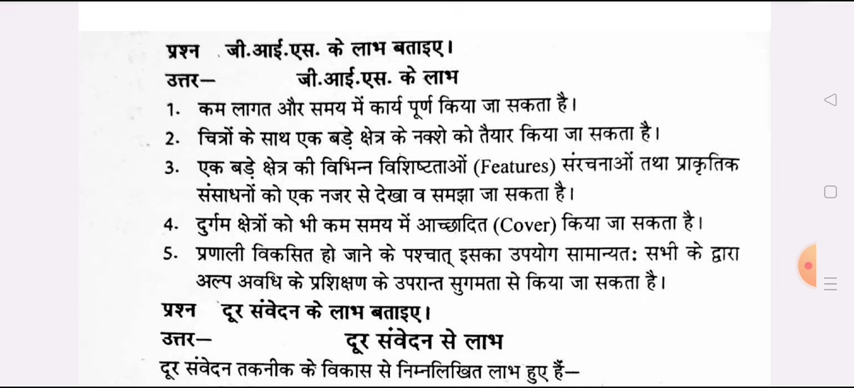 प्रश्न . जी.आई.एस. के लाभ बताइए।
उत्तर– जी.आई.एस. के लाभ
1. कम लागत और समय में कार्य पूर्ण किया जा सकता है।
2. चित्रों के साथ एक बड़े क्षेत्र के नक्शे को तैयार किया जा सकता है।
3. एक बड़े क्षेत्र की विभिन्न विशिष्टताओं (Features) संरचनाओं तथा प्राकृतिक
संसाधनों को एक नजर से देखा व समझा जा सकता है।
4. दुर्गम क्षेत्रों को भी कम समय में आच्छादित (Cover) किया जा सकता है।
5. प्रणाली विकसित हो जाने के पश्चात् इसका उपयोग सामान्यत: सभी के द्वारा
अल्प अवधि के प्रशिक्षण के उपरान्त सुगमता से किया जा सकता है।
प्रश्न दूर संवेदन के लाभ बताइए।
उत्तर– दूर संवेदन से लाभ
दूर संवेदन तकनीक के विकास से निम्नलिखित लाभ हुए हैं–